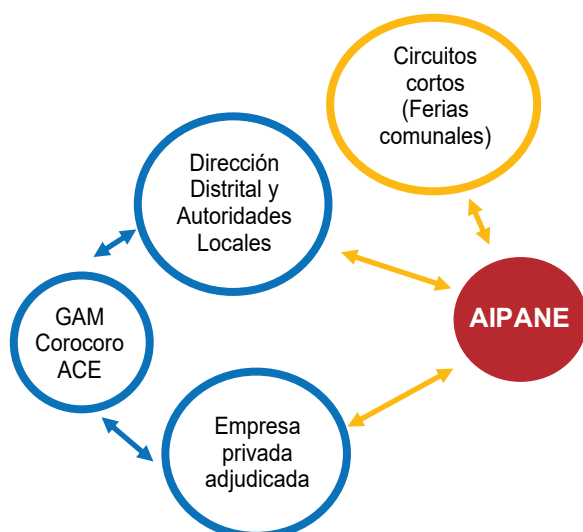 Circuitos
cortos
(Ferias
comunales)
Dirección
Distrital y
Autoridades
Locales
GAM
Corocoro
ACE
AIPANE
Empresa
privada
adjudicada